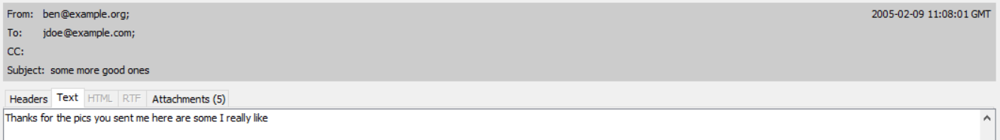 From: ben@example.org; 2005-02-09 11:08:01 GMT
To: jdoe@example.com;
CC:
Subject: some more good ones
Headers Text HTML RTF Attachments (5)
Thanks for the pics you sent me here are some I really like